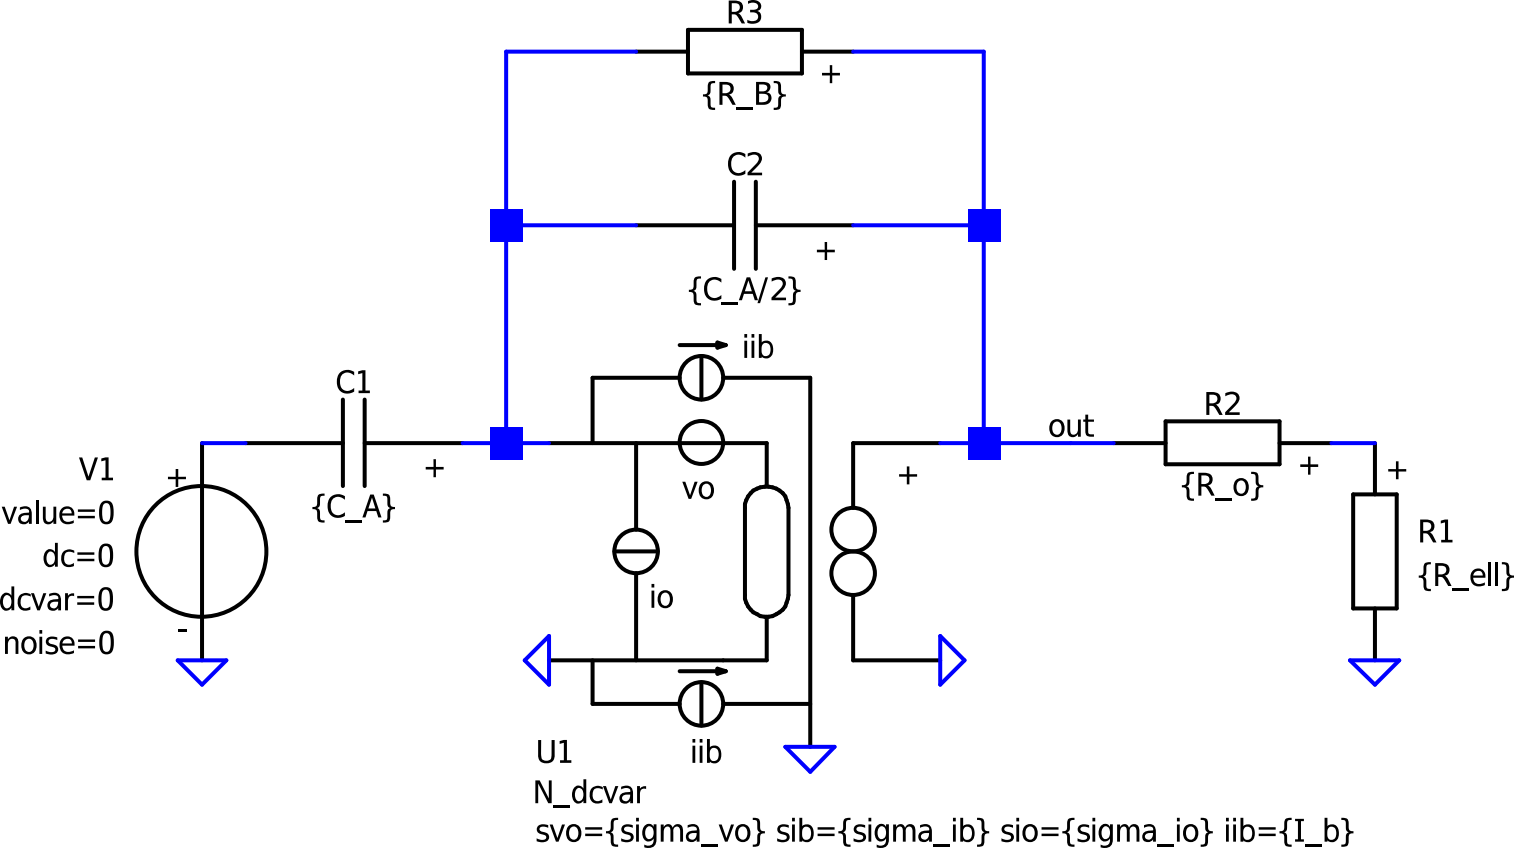 R3
+
{R_B}
C2
+
{C_A/2}
iib
C1
+
{C_A}
vo
io
V1
+
value=0
dc=0
dcvar=0
noise=0
-
out
+
R2
+
{R_o}
+
R1
{R_ell}
iib
U1
N_dcvar
svo={sigma_vo} sib={sigma_ib} sio={sigma_io} iib={I_b}